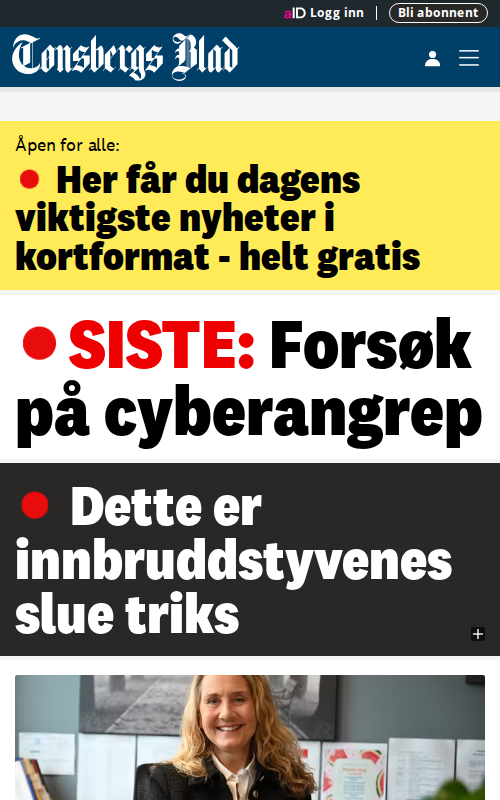 aID Logg inn
Bli abonnent
Tønsbergs Blad
Åpen for alle:
Her får du dagens
viktigste nyheter i
kortformat - helt gratis
SISTE: Forsøk
på cyberangrep
Dette er
innbruddstyvenes
slue triks